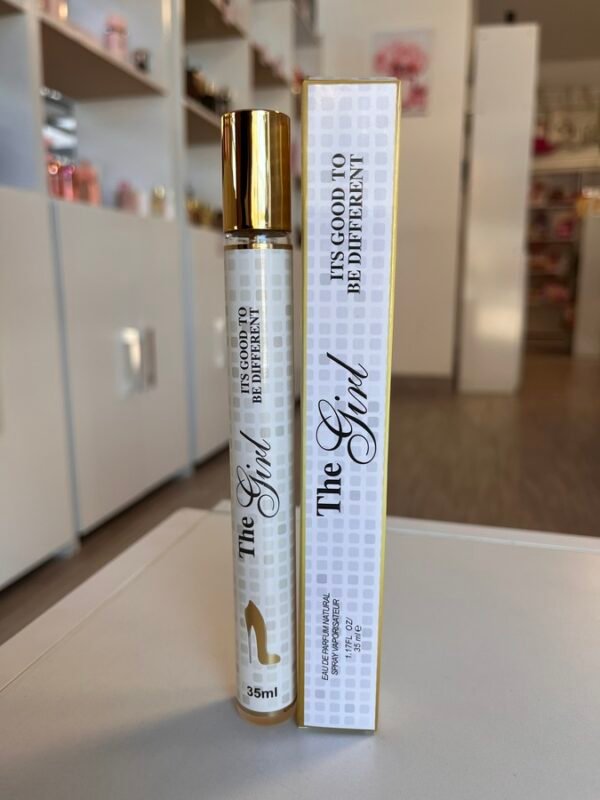 ITS GOOD TO
BE DIFFERENT
The Girl
35ml
ITS GOOD TO
BE DIFFERENT
The Girl
EAU DE PARFUM NATURAL
SPRAY VAPORISATEUR
1.17FL. OZ/
35 ml ℮